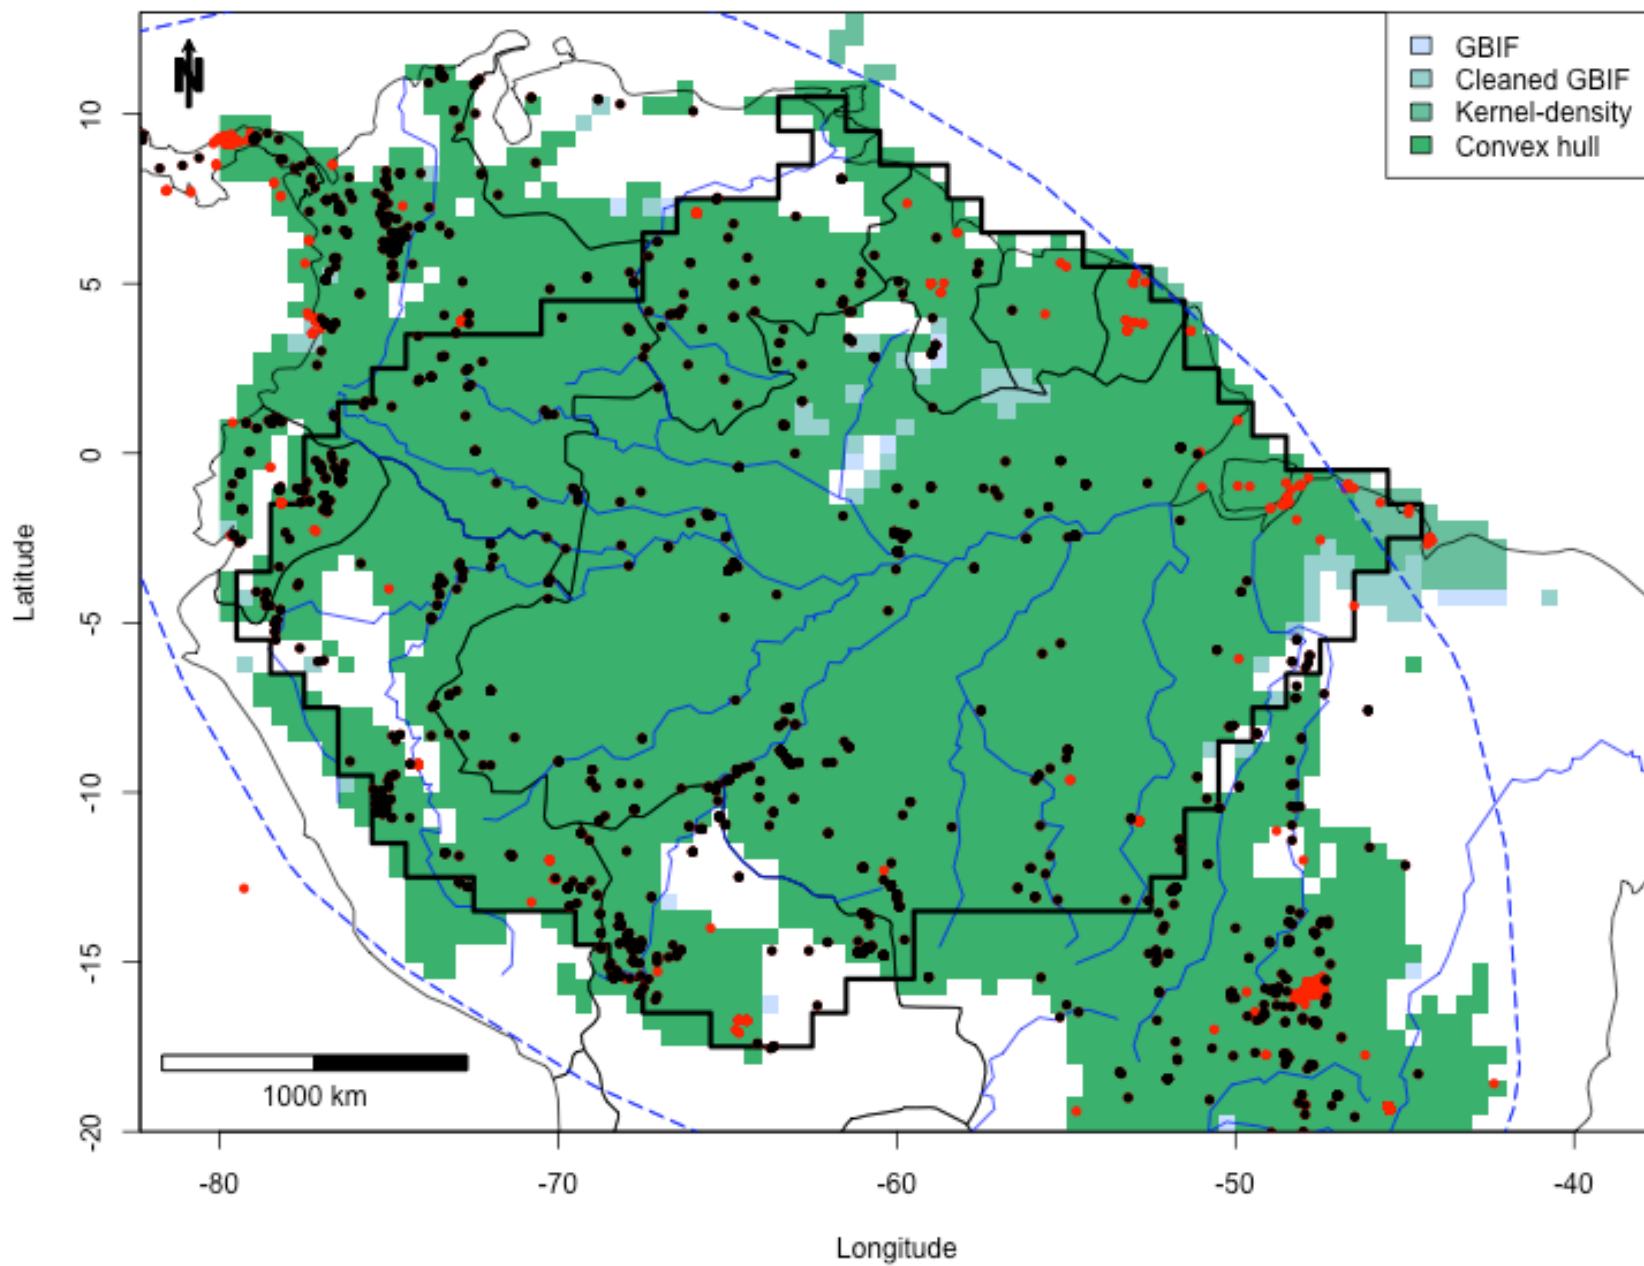 N
GBIF
Cleaned GBIF
Kernel-density
Convex hull
10
5
0
-5
-10
-15
-20
Latitude
1000 km
-80 -70 -60 -50 -40
Longitude